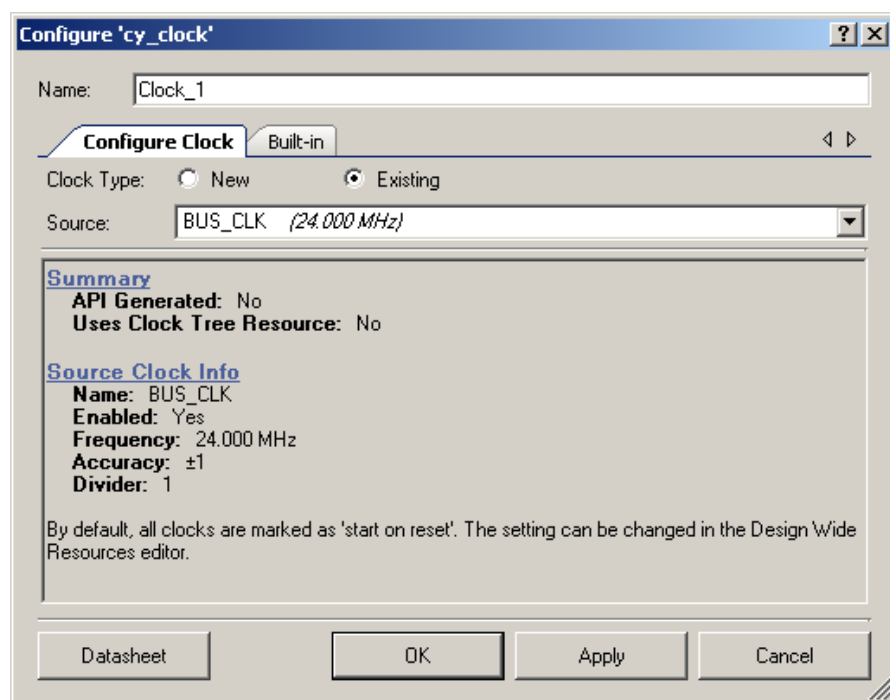 Configure 'cy_clock'
Name: Clock_1
Configure Clock Built-in
Clock Type: New Existing
Source: BUS_CLK (24.000 MHz)
Summary
API Generated: No
Uses Clock Tree Resource: No
Source Clock Info
Name: BUS_CLK
Enabled: Yes
Frequency: 24.000 MHz
Accuracy: ±1
Divider: 1
By default, all clocks are marked as 'start on reset'. The setting can be changed in the Design Wide
Resources editor.
Datasheet OK Apply Cancel